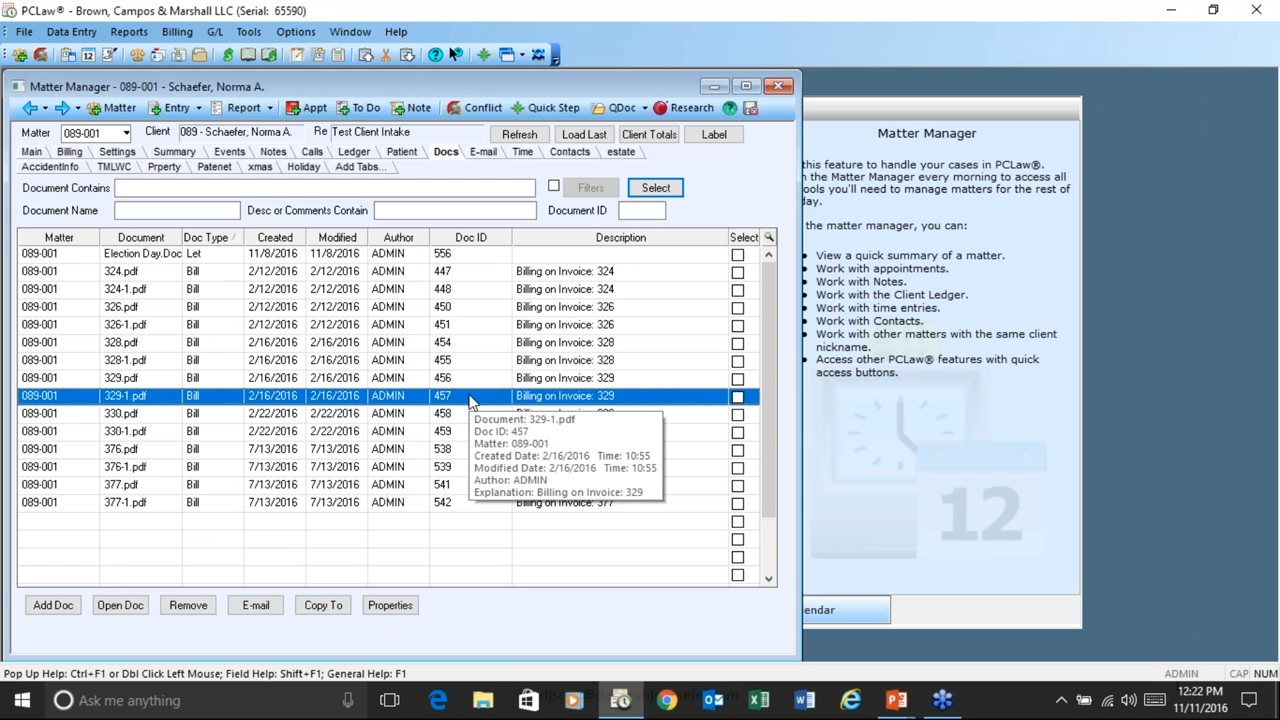 PCLaw® - Brown, Campos & Marshall LLC (Serial: 65590)
File Data Entry Reports Billing G/L Tools Options Window Help
Matter Manager - 089-001 - Schaefer, Norma A.
Matter Entry Report Appt To Do Note Conflict Quick Step QDoc Research
Matter 089-001 Client 089 - Schaefer, Norma A. Re Test Client Intake Refresh Load Last Client Totals Label
Main Billing Settings Summary Events Notes Calls Ledger Patient Docs E-mail Time Contacts estate
AccidentInfo TMLWC Prperty Patenet xmas Holiday Add Tabs...
Document Contains Filters Select
Document Name Desc or Comments Contain Document ID
Matter Document Doc Type Created Modified Author Doc ID Description Select
089-001 Election Day.Doc Let 11/8/2016 11/8/2016 ADMIN 556
089-001 324.pdf Bill 2/12/2016 2/12/2016 ADMIN 447 Billing on Invoice: 324
089-001 324-1.pdf Bill 2/12/2016 2/12/2016 ADMIN 448 Billing on Invoice: 324
089-001 326.pdf Bill 2/12/2016 2/12/2016 ADMIN 450 Billing on Invoice: 326
089-001 326-1.pdf Bill 2/12/2016 2/12/2016 ADMIN 451 Billing on Invoice: 326
089-001 328.pdf Bill 2/16/2016 2/16/2016 ADMIN 454 Billing on Invoice: 328
089-001 328-1.pdf Bill 2/16/2016 2/16/2016 ADMIN 455 Billing on Invoice: 328
089-001 329.pdf Bill 2/16/2016 2/16/2016 ADMIN 456 Billing on Invoice: 329
089-001 329-1.pdf Bill 2/16/2016 2/16/2016 ADMIN 457 Billing on Invoice: 329
089-001 330.pdf Bill 2/22/2016 2/22/2016 ADMIN 458
089-001 330-1.pdf Bill 2/22/2016 2/22/2016 ADMIN 459
089-001 376.pdf Bill 7/13/2016 7/13/2016 ADMIN 538
089-001 376-1.pdf Bill 7/13/2016 7/13/2016 ADMIN 539
089-001 377.pdf Bill 7/13/2016 7/13/2016 ADMIN 541
089-001 377-1.pdf Bill 7/13/2016 7/13/2016 ADMIN 542 Billing on Invoice: 377
Document: 329-1.pdf
Doc ID: 457
Matter: 089-001
Created Date: 2/16/2016 Time: 10:55
Modified Date: 2/16/2016 Time: 10:55
Author: ADMIN
Explanation: Billing on Invoice: 329
Add Doc Open Doc Remove E-mail Copy To Properties
Matter Manager
this feature to handle your cases in PCLaw®.
the Matter Manager every morning to access all
ools you'll need to manage matters for the rest of
day.
the matter manager, you can:
View a quick summary of a matter.
Work with appointments.
Work with Notes.
Work with the Client Ledger.
Work with time entries.
Work with Contacts.
Work with other matters with the same client
nickname.
Access other PCLaw® features with quick
access buttons.
12
endar
Pop Up Help: Ctrl+F1 or Dbl Click Left Mouse; Field Help: Shift+F1; General Help: F1 ADMIN CAP NUM
Ask me anything
12:22 PM
11/11/2016